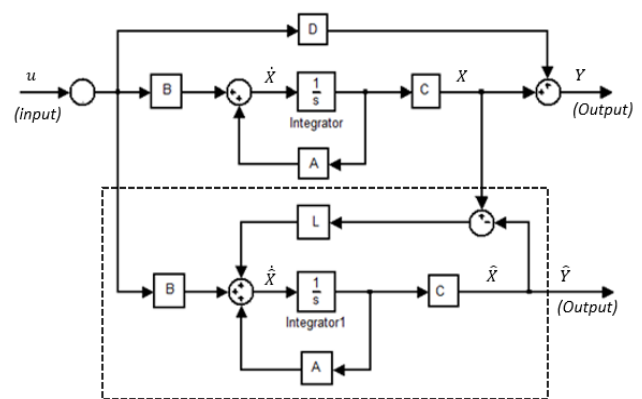 D
u
Ẋ
X
Y
B
1
s
C
+
+
+
+
(input)
Integrator
(Output)
A
L
+
-
X̂̇
X̂
Ŷ
B
+
+
+
1
s
C
Integrator1
(Output)
A